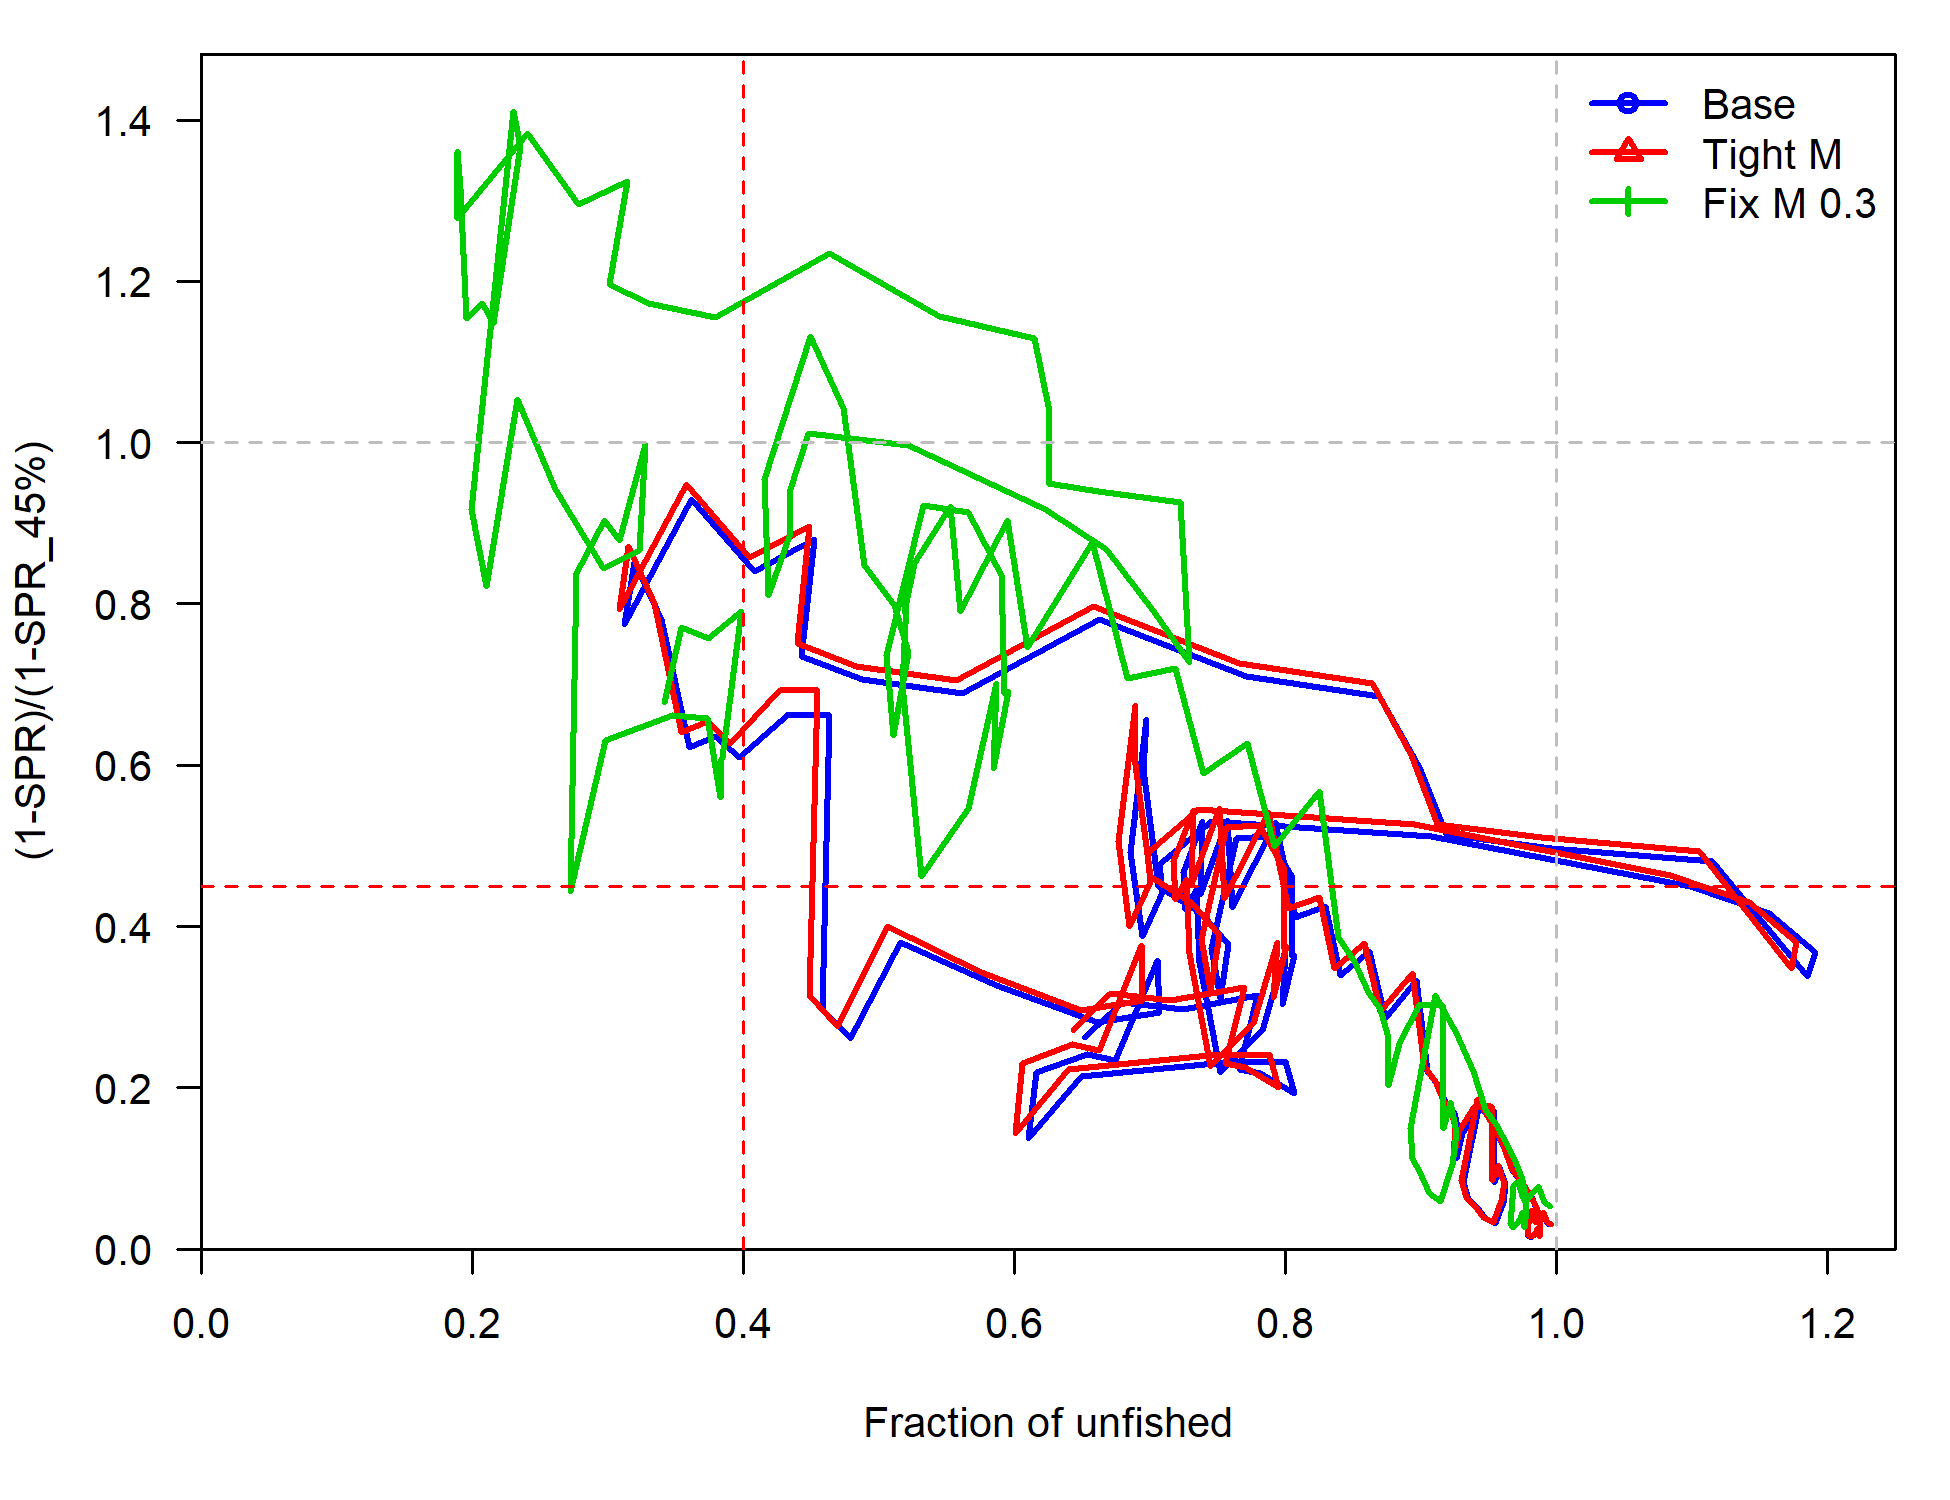 Base
Tight M
Fix M 0.3
(1-SPR)/(1-SPR_45%)
1.4
1.2
1.0
0.8
0.6
0.4
0.2
0.0
0.0 0.2 0.4 0.6 0.8 1.0 1.2
Fraction of unfished